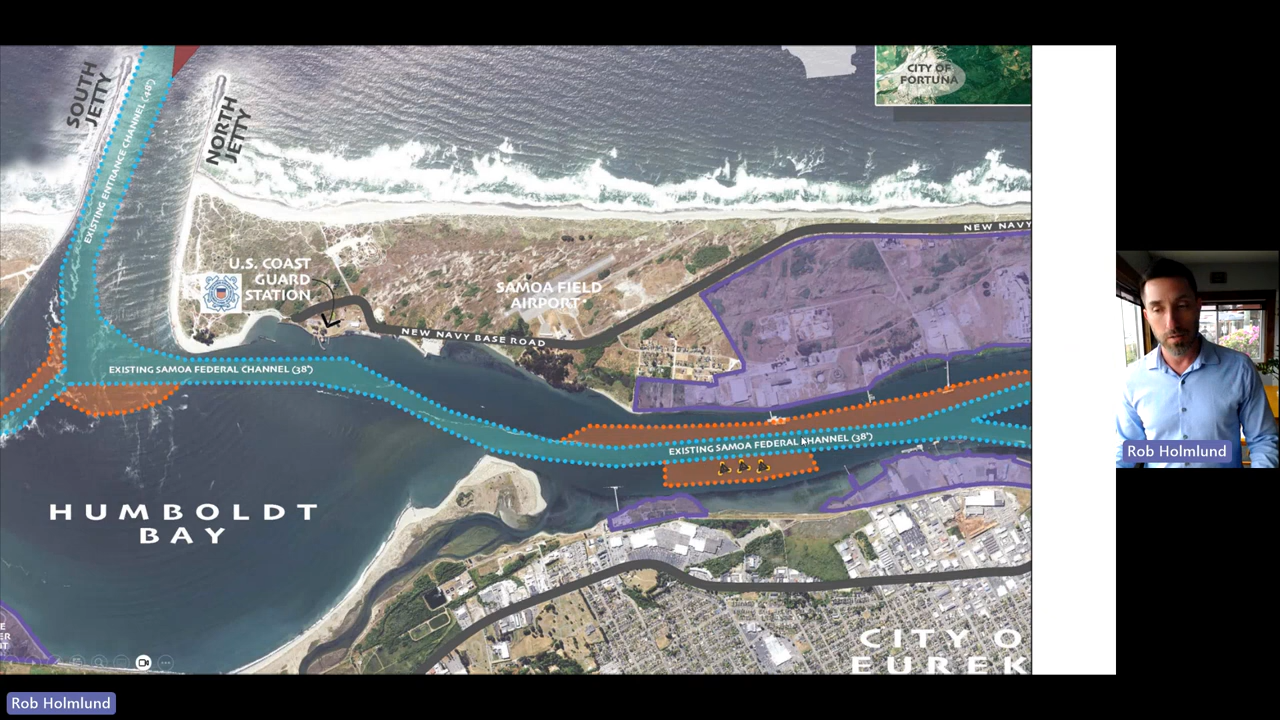 SOUTH
JETTY
EXISTING ENTRANCE CHANNEL (-48')
NORTH
JETTY
CITY OF
FORTUNA
NEW NAVY
U.S. COAST
GUARD
STATION
SAMOA FIELD
AIRPORT
NEW NAVY BASE ROAD
EXISTING SAMOA FEDERAL CHANNEL (38')
EXISTING SAMOA FEDERAL CHANNEL (38')
HUMBOLDT
BAY
CITY O
EUREK
E
ER
T
Rob Holmlund
Rob Holmlund